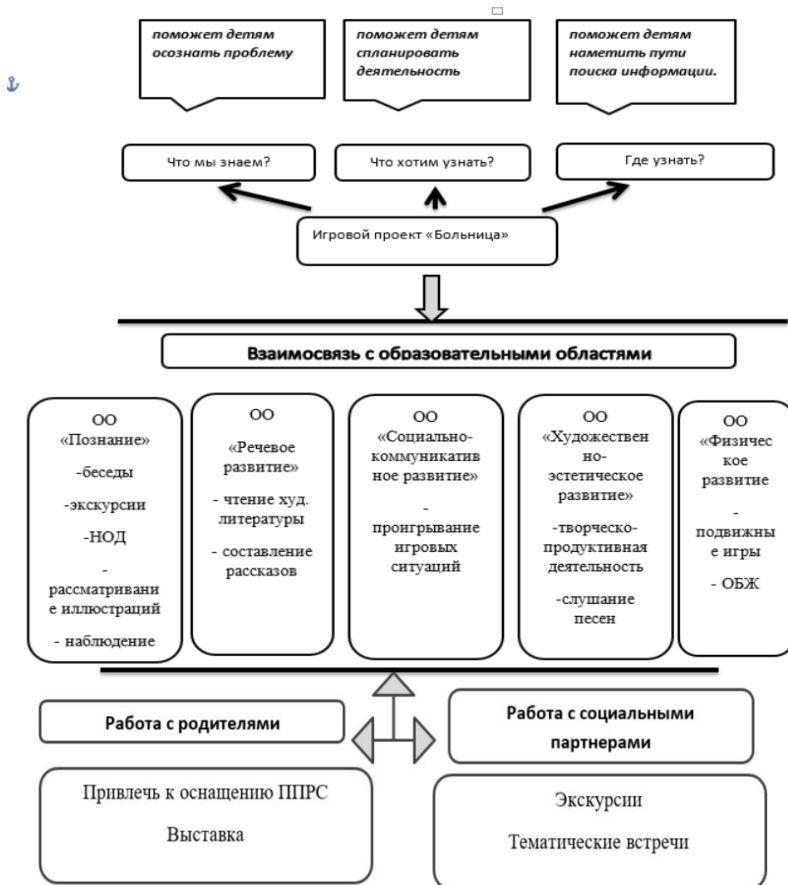 поможет детям
осознать проблему
поможет детям
спланировать
деятельность
поможет детям
наметить пути
поиска информации.
Что мы знаем?
Что хотим узнать?
Где узнать?
Игровой проект «Больница»
Взаимосвязь с образовательными областями
ОО
«Познание»
-беседы
-экскурсии
-НОД
-
рассматривани
е иллюстраций
- наблюдение
ОО
«Речевое
развитие»
- чтение худ.
литературы
- составление
рассказов
ОО
«Социально-
коммуникатив
ное развитие»
-
проигрывание
игровых
ситуаций
ОО
«Художествен
но-
эстетическое
развитие»
-творческо-
продуктивная
деятельность
-слушание
песен
ОО
«Физичес
кое
развитие
-
подвижны
е игры
- ОБЖ
Работа с родителями
Работа с социальными
партнерами
Привлечь к оснащению ППРС
Выставка
Экскурсии
Тематические встречи